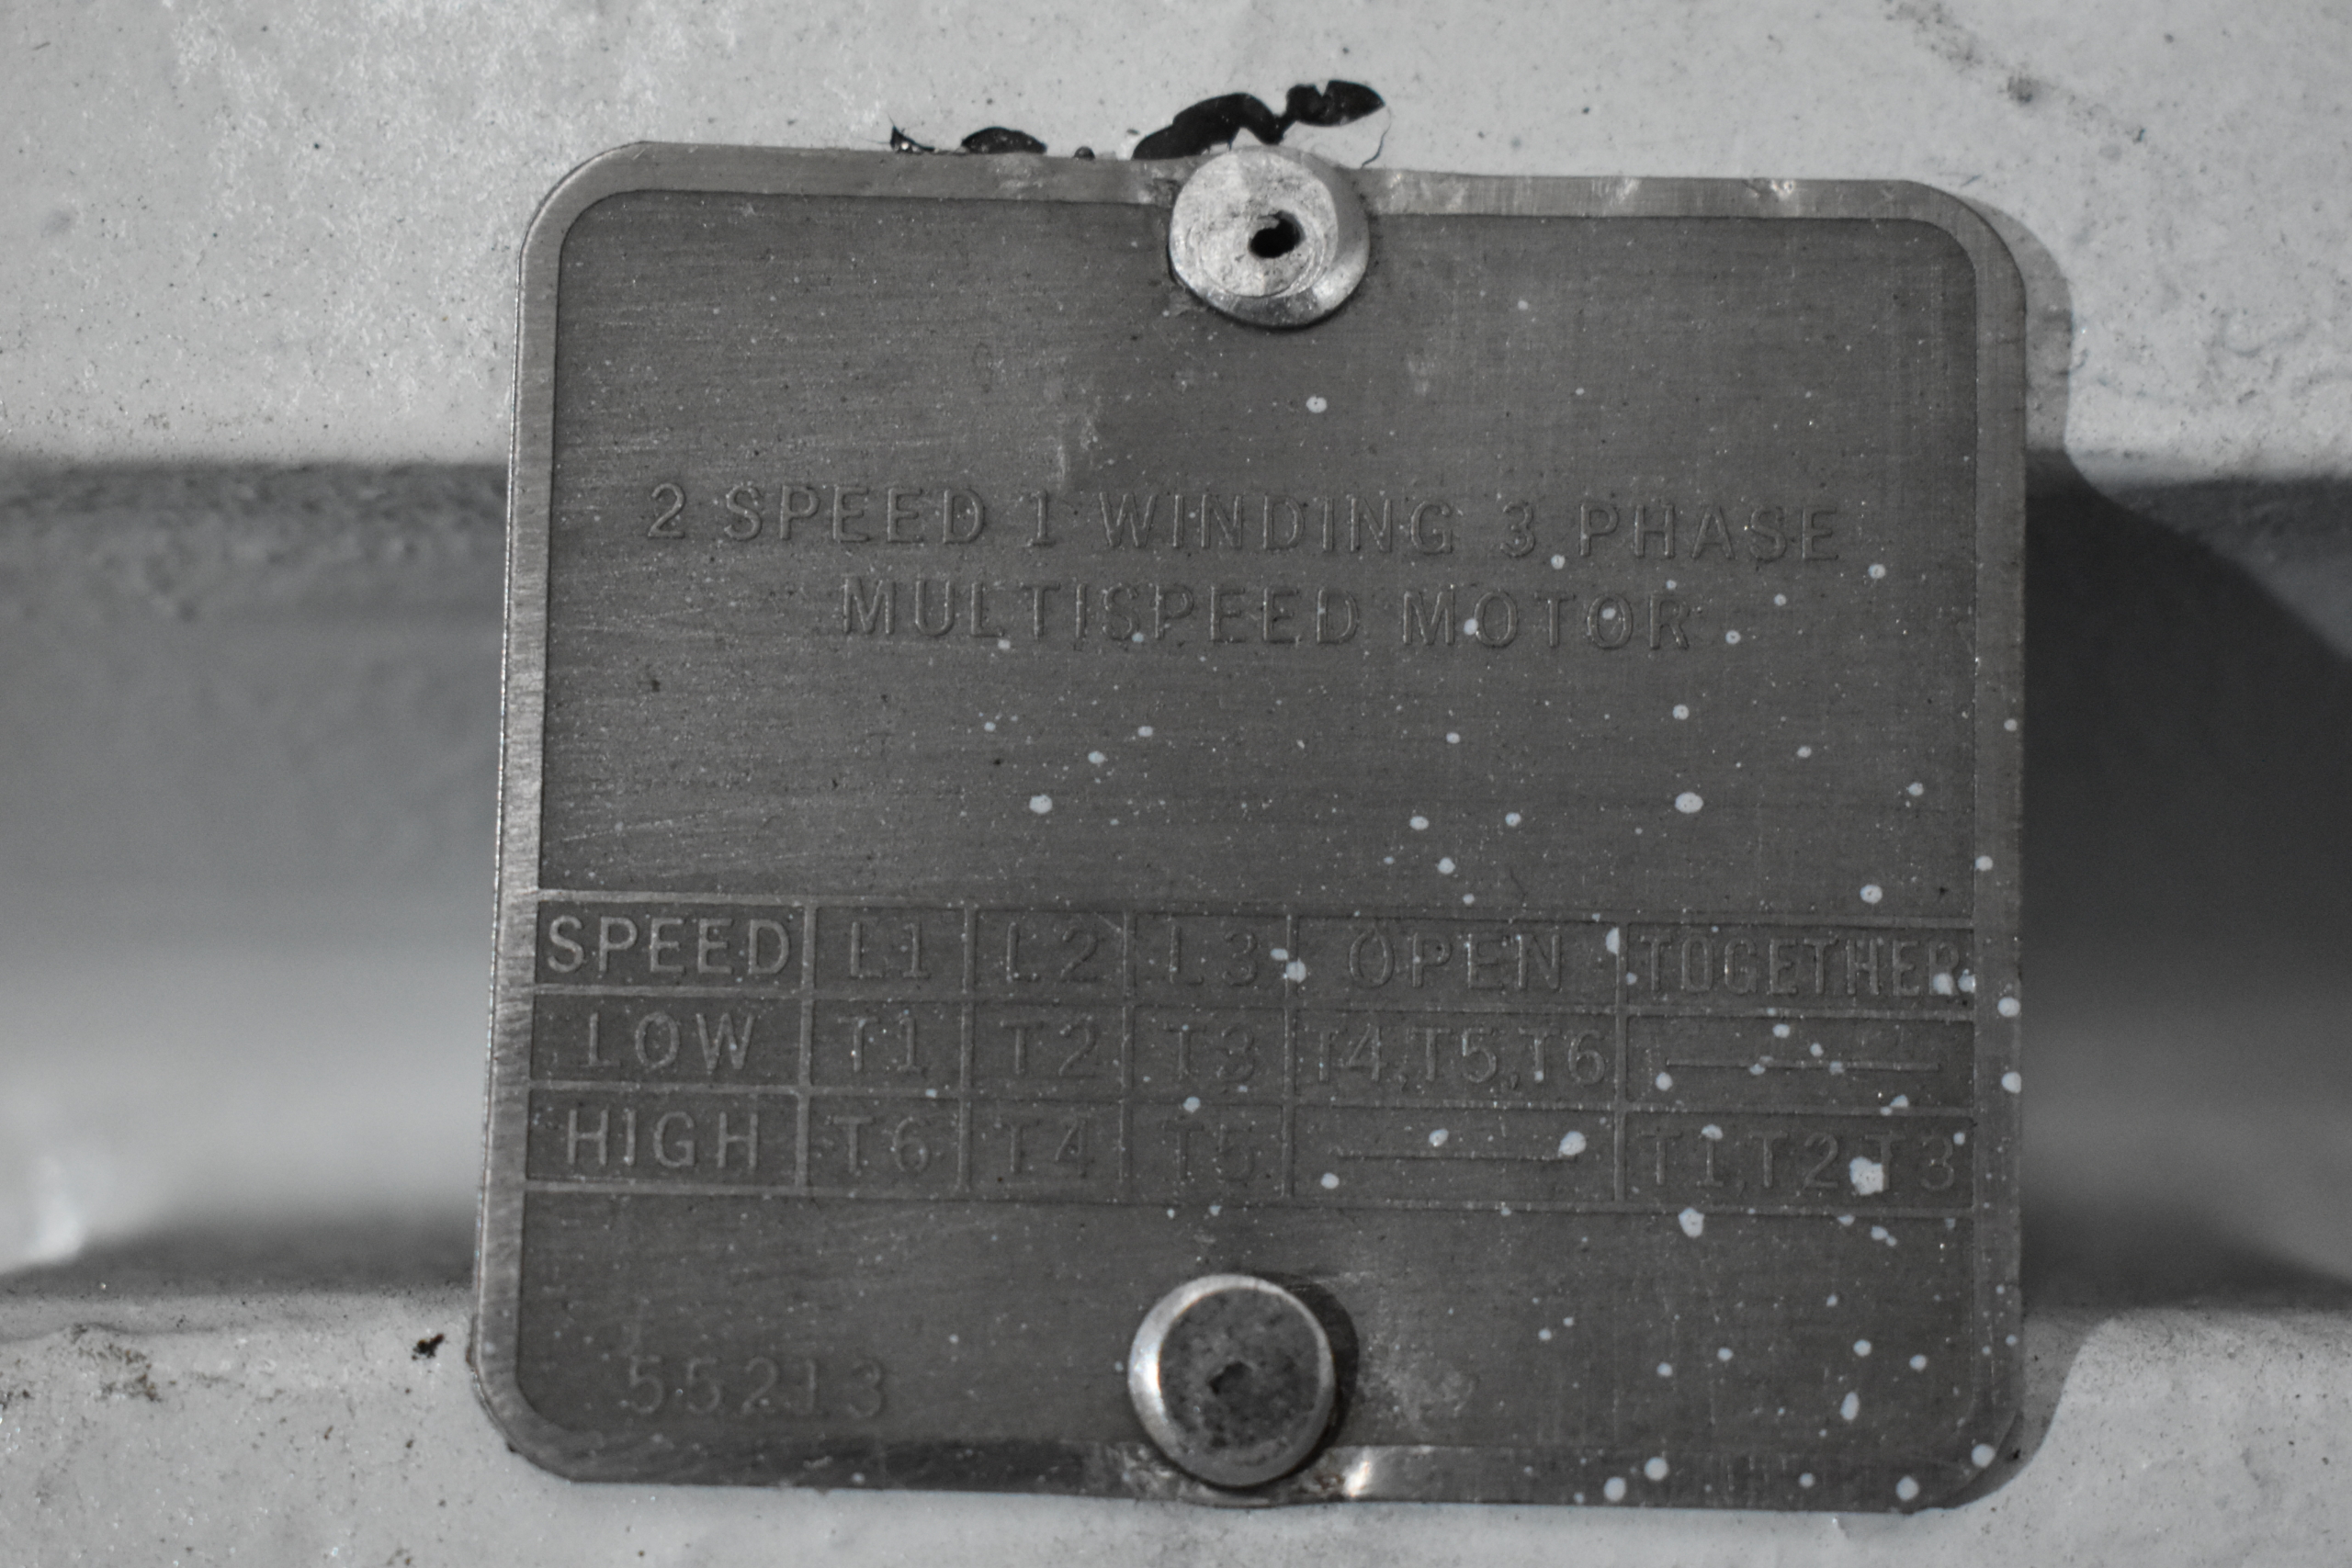 2 SPEED 1 WINDING 3 PHASE
MULTISPEED MOTOR
SPEED L1 L2 L3 OPEN TOGETHER
LOW T1 T2 T3 T4,T5,T6 ———
HIGH T6 T4 T5 ——— T1,T2,T3
55213